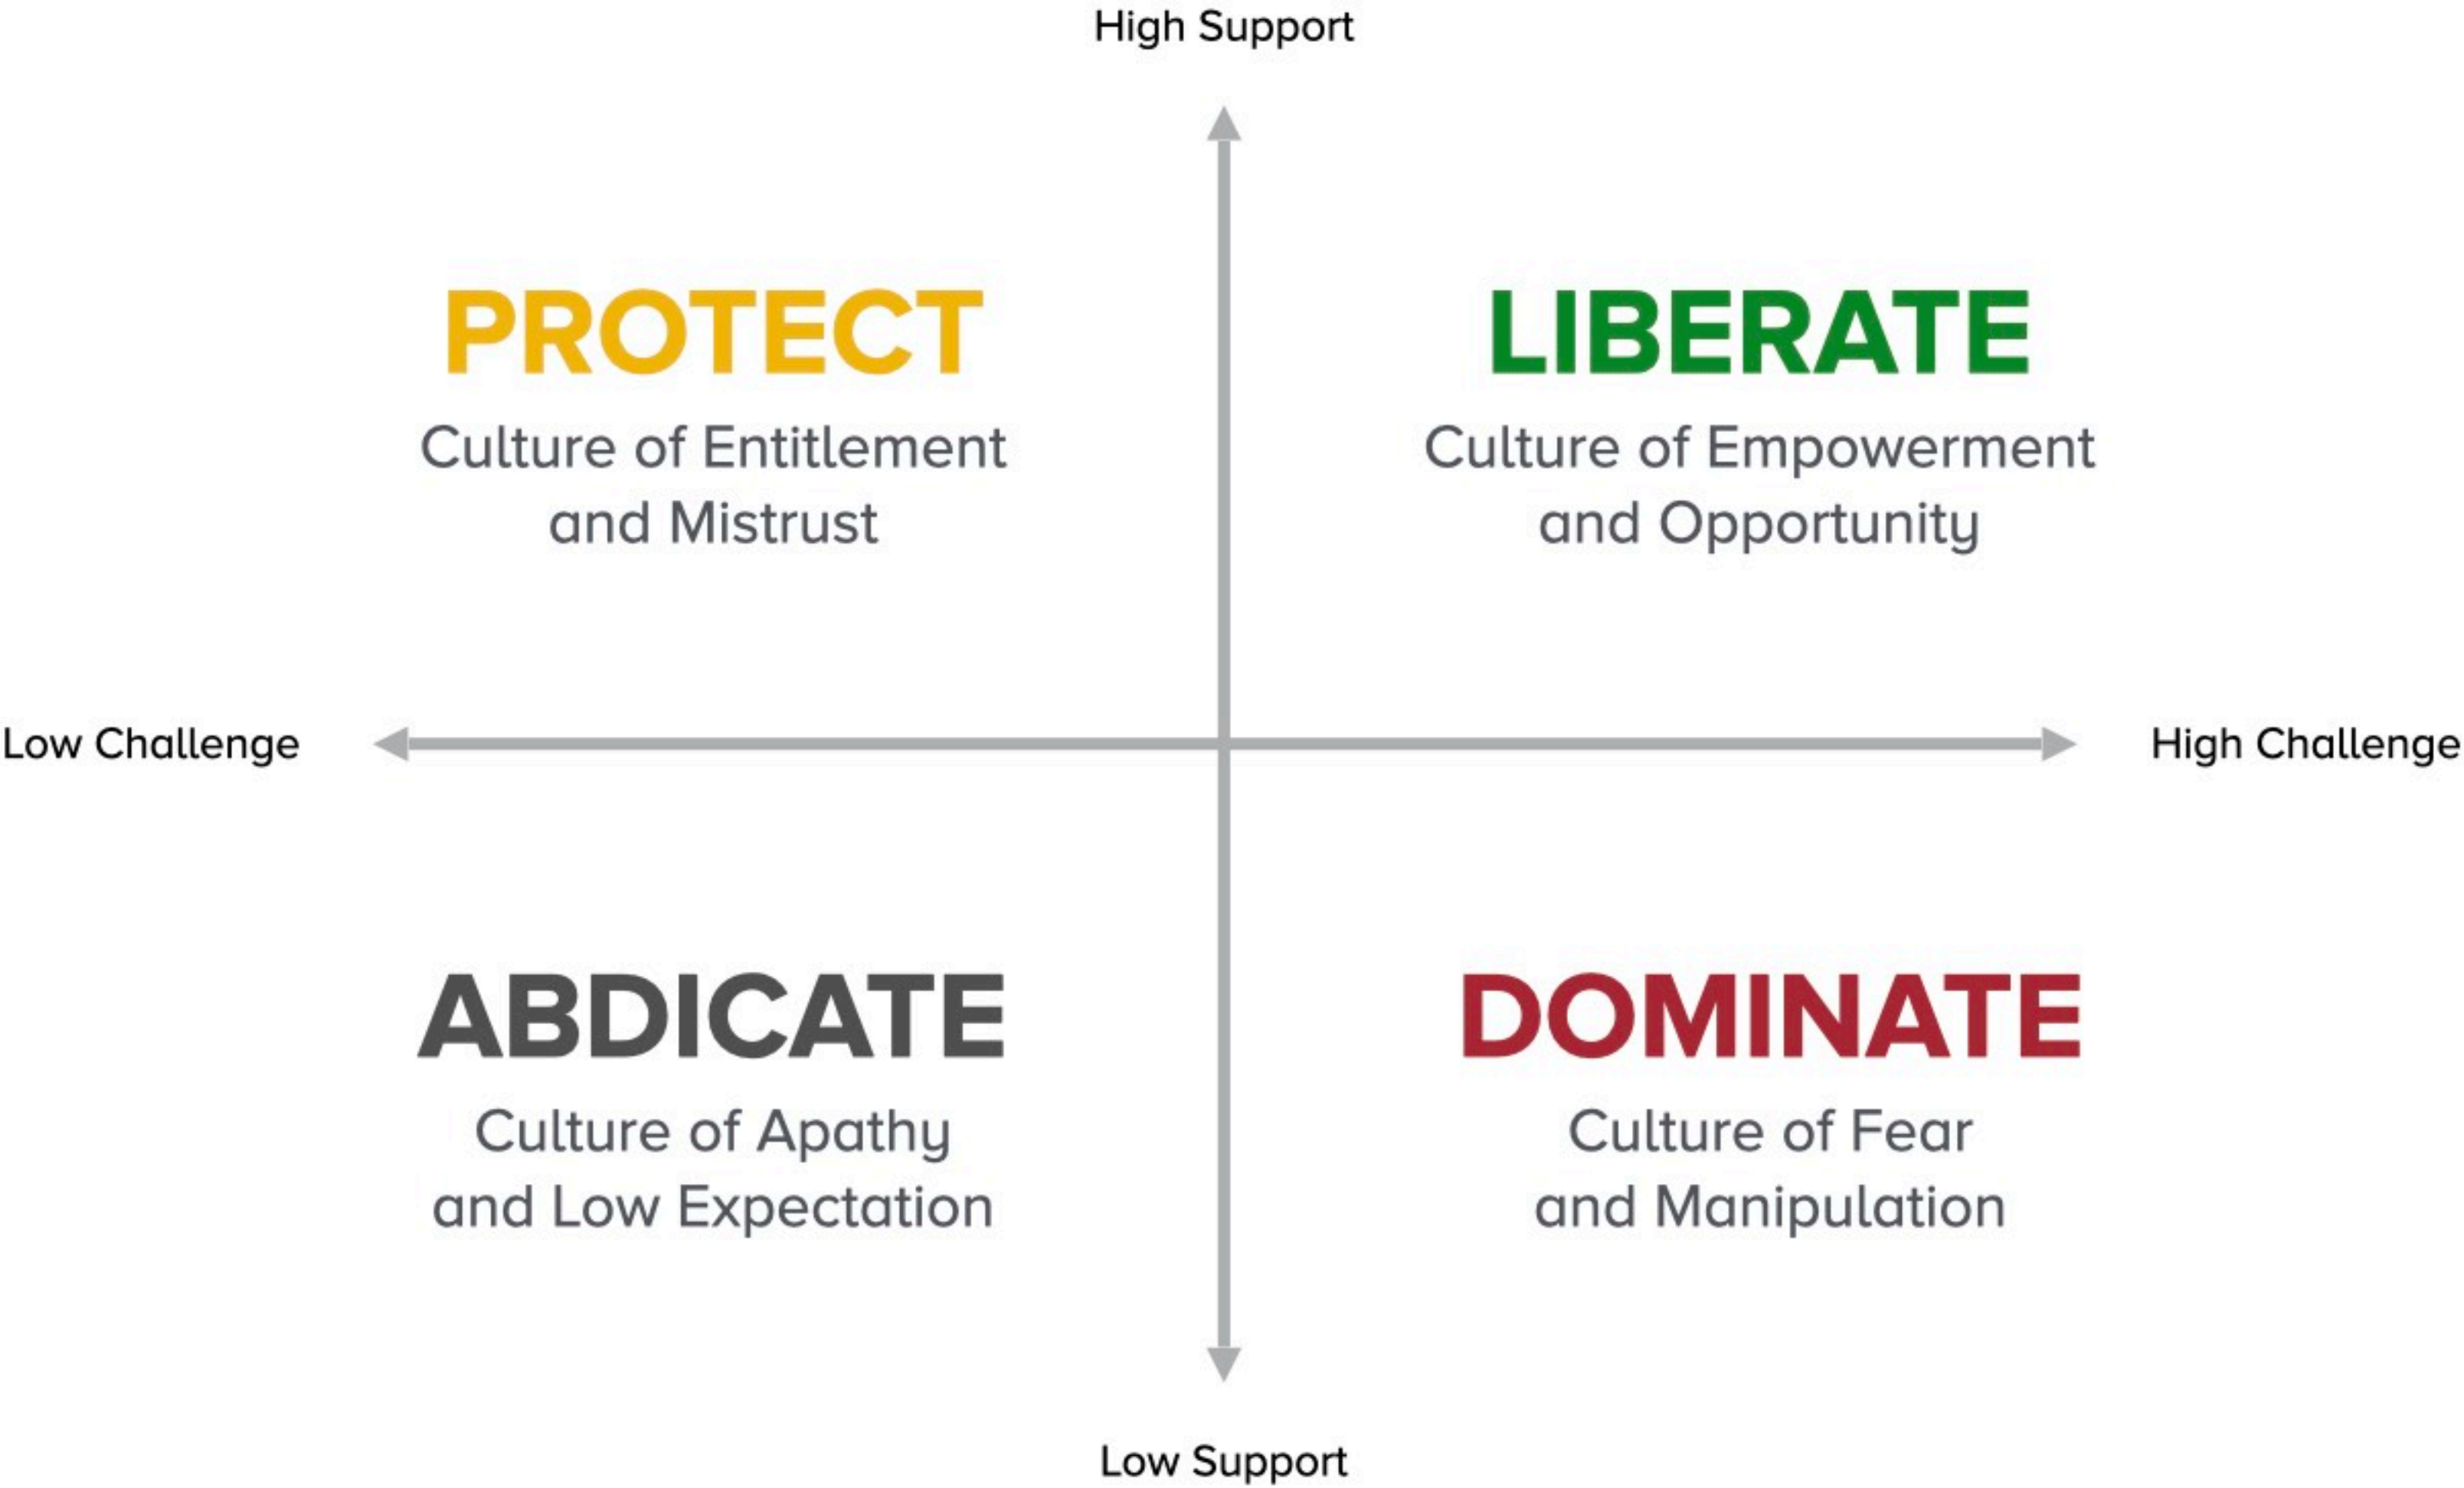 High Support
PROTECT
Culture of Entitlement
and Mistrust
LIBERATE
Culture of Empowerment
and Opportunity
Low Challenge
High Challenge
ABDICATE
Culture of Apathy
and Low Expectation
DOMINATE
Culture of Fear
and Manipulation
Low Support